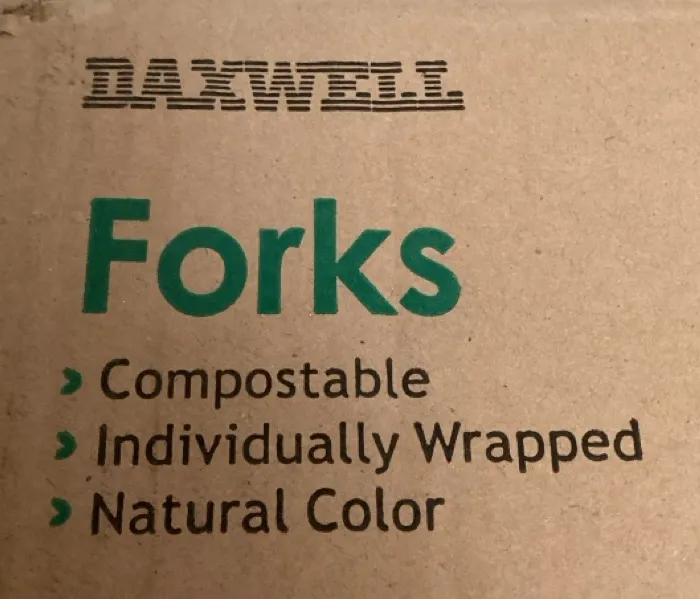 DAXWELL
Forks
› Compostable
› Individually Wrapped
› Natural Color